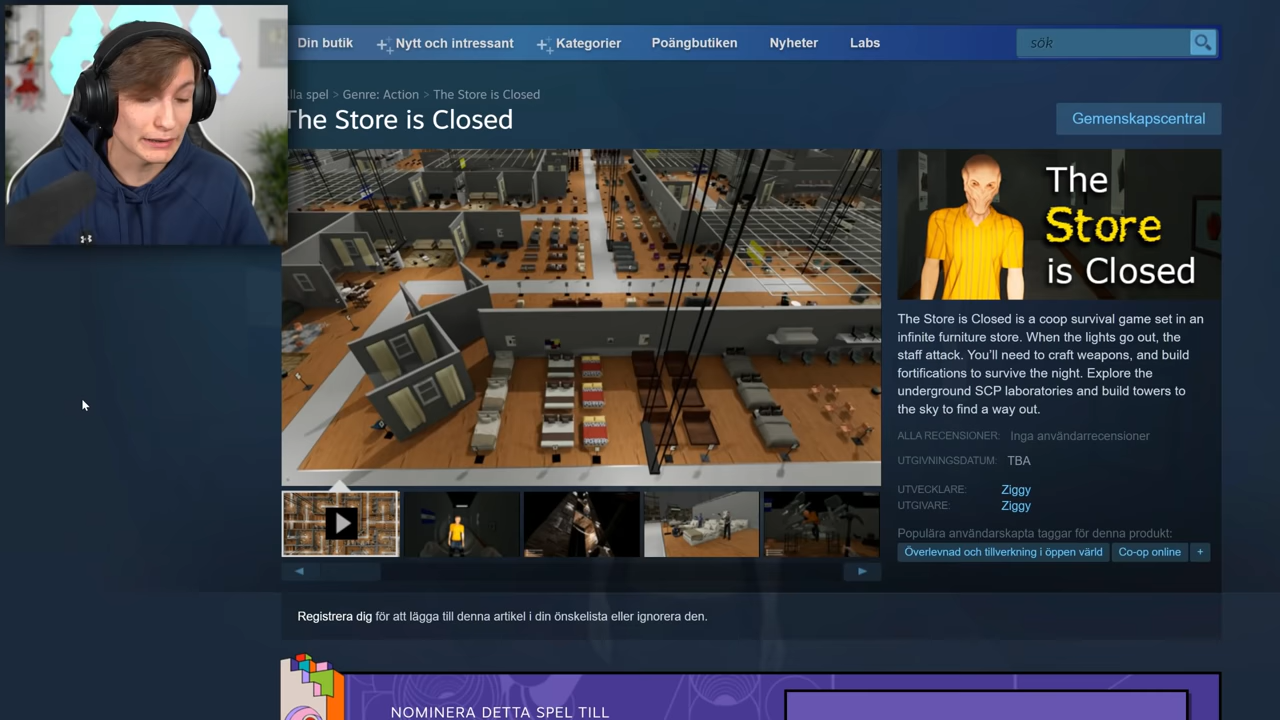 Din butik
Nytt och intressant
Kategorier
Poängbutiken
Nyheter
Labs
sök
lla spel > Genre: Action > The Store is Closed
The Store is Closed
Gemenskapscentral
The
Store
is Closed
The Store is Closed is a coop survival game set in an
infinite furniture store. When the lights go out, the
staff attack. You'll need to craft weapons, and build
fortifications to survive the night. Explore the
underground SCP laboratories and build towers to
the sky to find a way out.
ALLA RECENSIONER: Inga användarrecensioner
UTGIVNINGSDATUM: TBA
UTVECKLARE: Ziggy
UTGIVARE: Ziggy
Populära användarskapta taggar för denna produkt:
Överlevnad och tillverkning i öppen värld
Co-op online
+
Registrera dig för att lägga till denna artikel i din önskelista eller ignorera den.
NOMINERA DETTA SPEL TILL